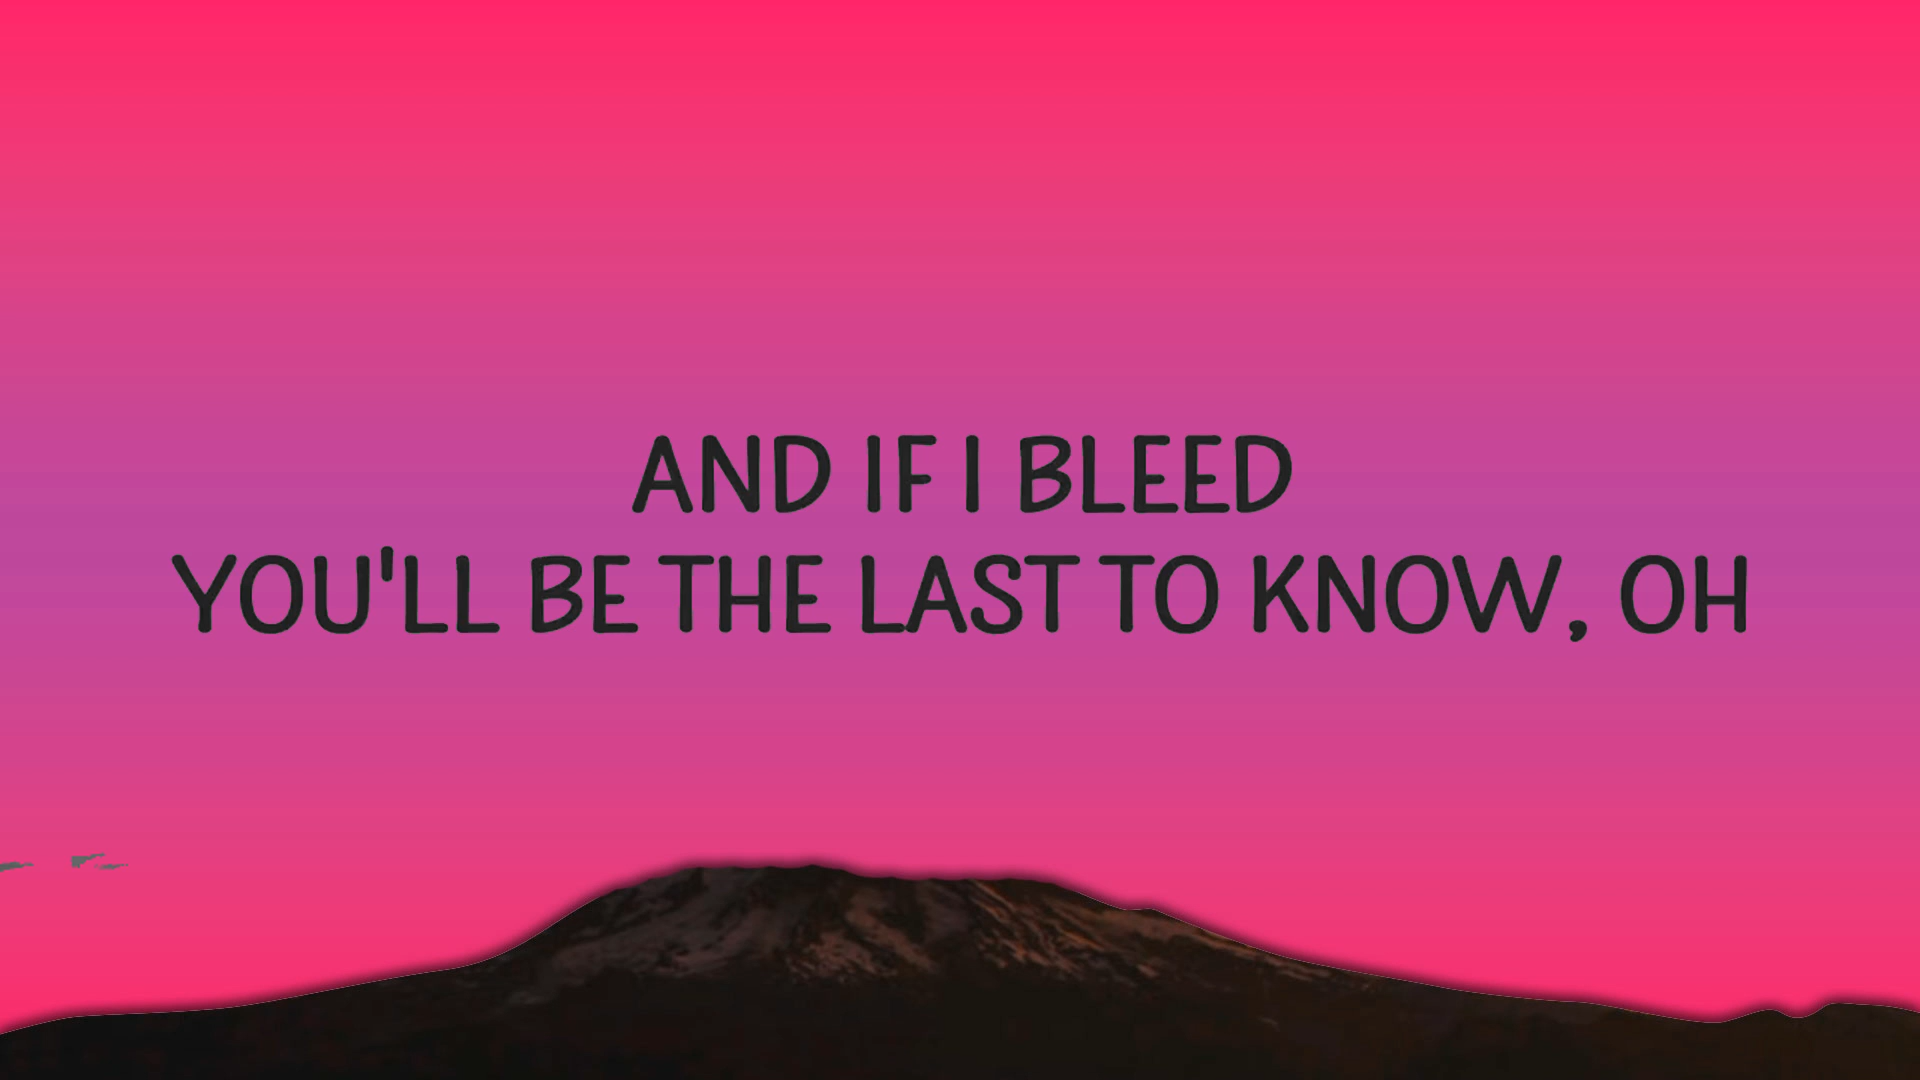 AND IF I BLEED
YOU'LL BE THE LAST TO KNOW, OH